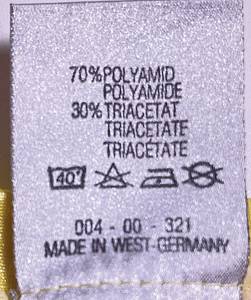 70% POLYAMID
POLYAMIDE
30% TRIACETAT
TRIACETATE
TRIACÉTATE
40°
004 - 00 - 321
MADE IN WEST-GERMANY